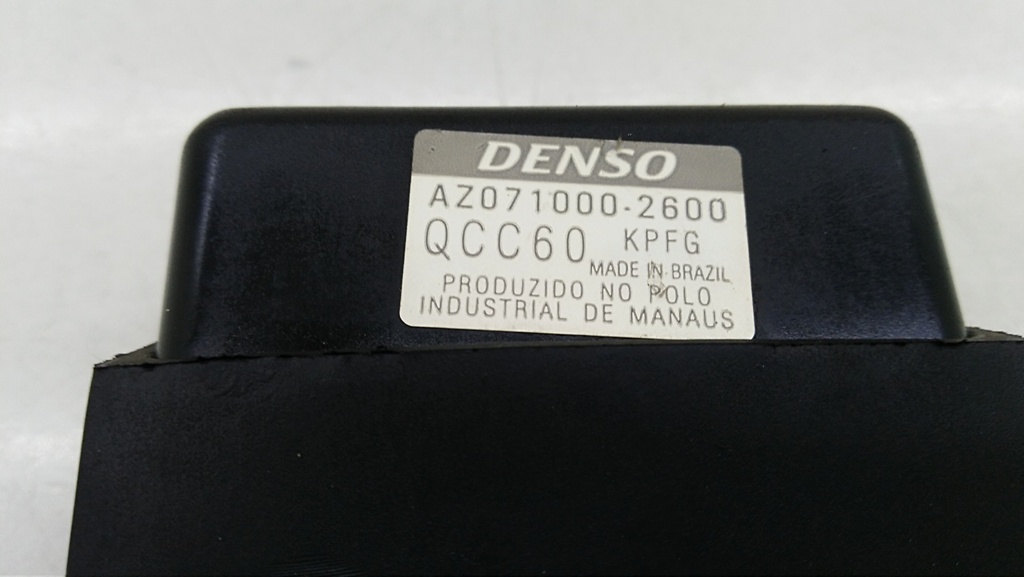 DENSO
AZ071000-2600
QCC60 KPFG
MADE IN BRAZIL
PRODUZIDO NO POLO
INDUSTRIAL DE MANAUS